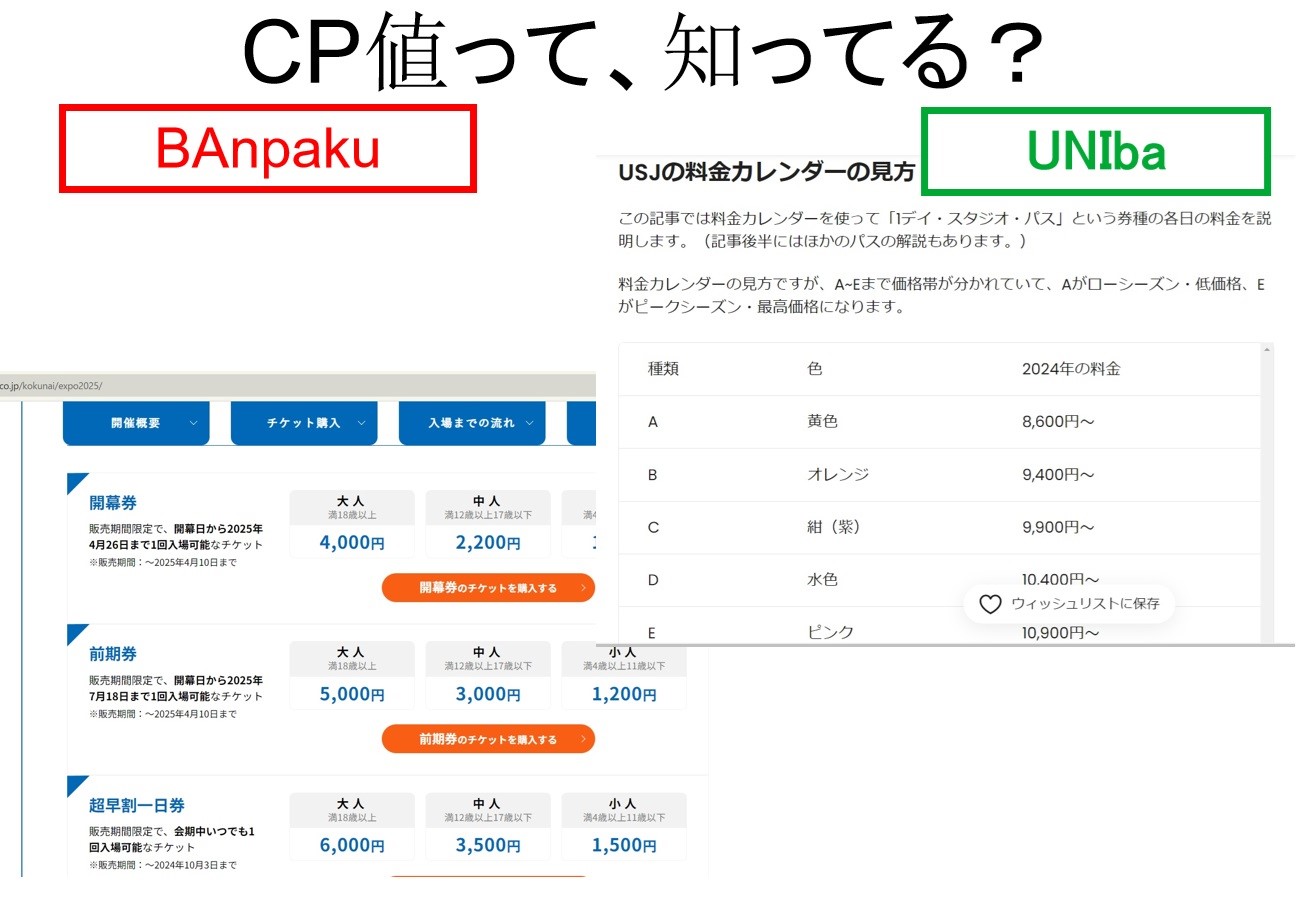 CP値って、知ってる？
BAnpaku
UNIba
USJの料金カレンダーの見方
この記事では料金カレンダーを使って「1デイ・スタジオ・パス」という券種の各日の料金を説
明します。（記事後半にはほかのパスの解説もあります。）
料金カレンダーの見方ですが、A~Eまで価格帯が分かれていて、Aがローシーズン・低価格、E
がピークシーズン・最高価格になります。
種類 色 2024年の料金
A 黄色 8,600円〜
B オレンジ 9,400円〜
C 紺（紫） 9,900円〜
D 水色 10,400円〜
ウィッシュリストに保存
E ピンク 10,900円〜
co.jp/kokunai/expo2025/
開催概要 チケット購入 入場までの流れ
開幕券
販売期間限定で、開幕日から2025年
4月26日まで1回入場可能なチケット
※販売期間：〜2025年4月10日まで
大人 中人
満18歳以上 満12歳以上17歳以下 満4
4,000円 2,200円
開幕券のチケットを購入する
前期券
販売期間限定で、開幕日から2025年
7月18日まで1回入場可能なチケット
※販売期間：〜2025年4月10日まで
大人 中人 小人
満18歳以上 満12歳以上17歳以下 満4歳以上11歳以下
5,000円 3,000円 1,200円
前期券のチケットを購入する
超早割一日券
販売期間限定で、会期中いつでも1
回入場可能なチケット
※販売期間：〜2024年10月3日まで
大人 中人 小人
満18歳以上 満12歳以上17歳以下 満4歳以上11歳以下
6,000円 3,500円 1,500円